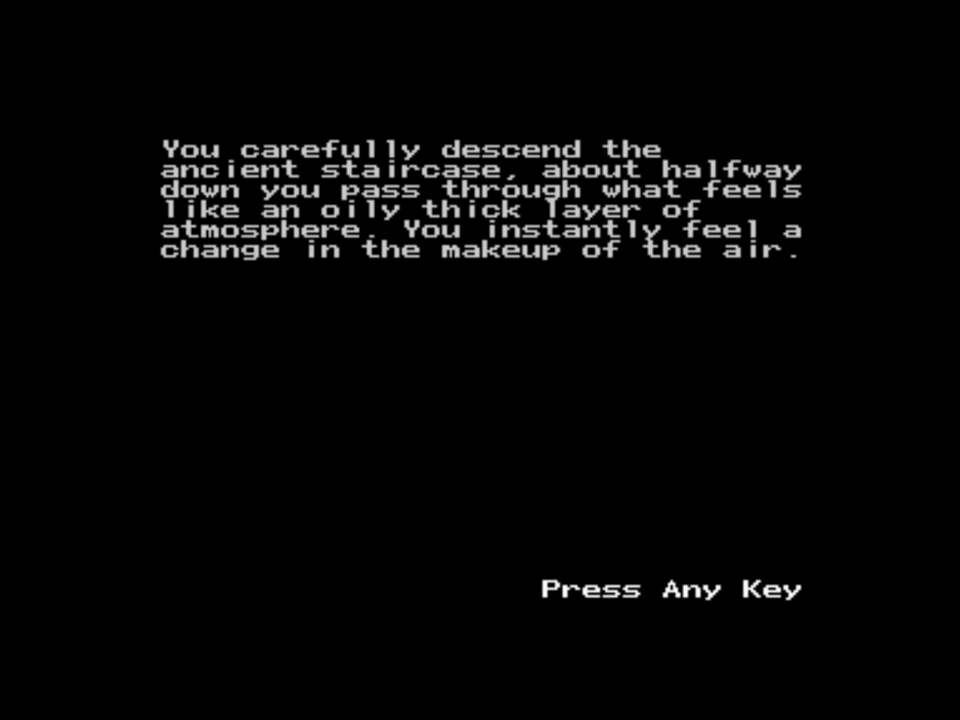 You carefully descend the
ancient staircase, about halfway
down you pass through what feels
like an oily thick layer of
atmosphere. You instantly feel a
change in the makeup of the air.
Press Any Key